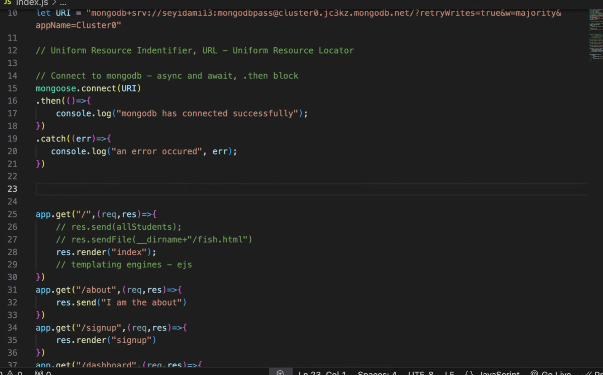 JS index.js > ...
10 let URI = "mongodb+srv://seyidami13:mongodbpass@cluster0.jc3kz.mongodb.net/?retryWrites=true&w=majority&
appName=Cluster0"
11
12 // Uniform Resource Indentifier, URL - Uniform Resource Locator
13
14 // Connect to mongodb - async and await, .then block
15 mongoose.connect(URI)
16 .then(()=>{
17 console.log("mongodb has connected successfully");
18 })
19 .catch((err)=>{
20 console.log("an error occured", err);
21 })
22
23
24
25 app.get("/",(req,res)=>{
26 // res.send(allStudents);
27 // res.sendFile(__dirname+"/fish.html")
28 res.render("index");
29 // templating engines - ejs
30 })
31 app.get("/about",(req,res)=>{
32 res.send("I am the about")
33 })
34 app.get("/signup",(req,res)=>{
35 res.render("signup")
36 })
37 app.get("/dashboard",(req,res)=>{
0 0 Ln 23, Col 1 Spaces: 4 UTF-8 LF {} JavaScript Go Live